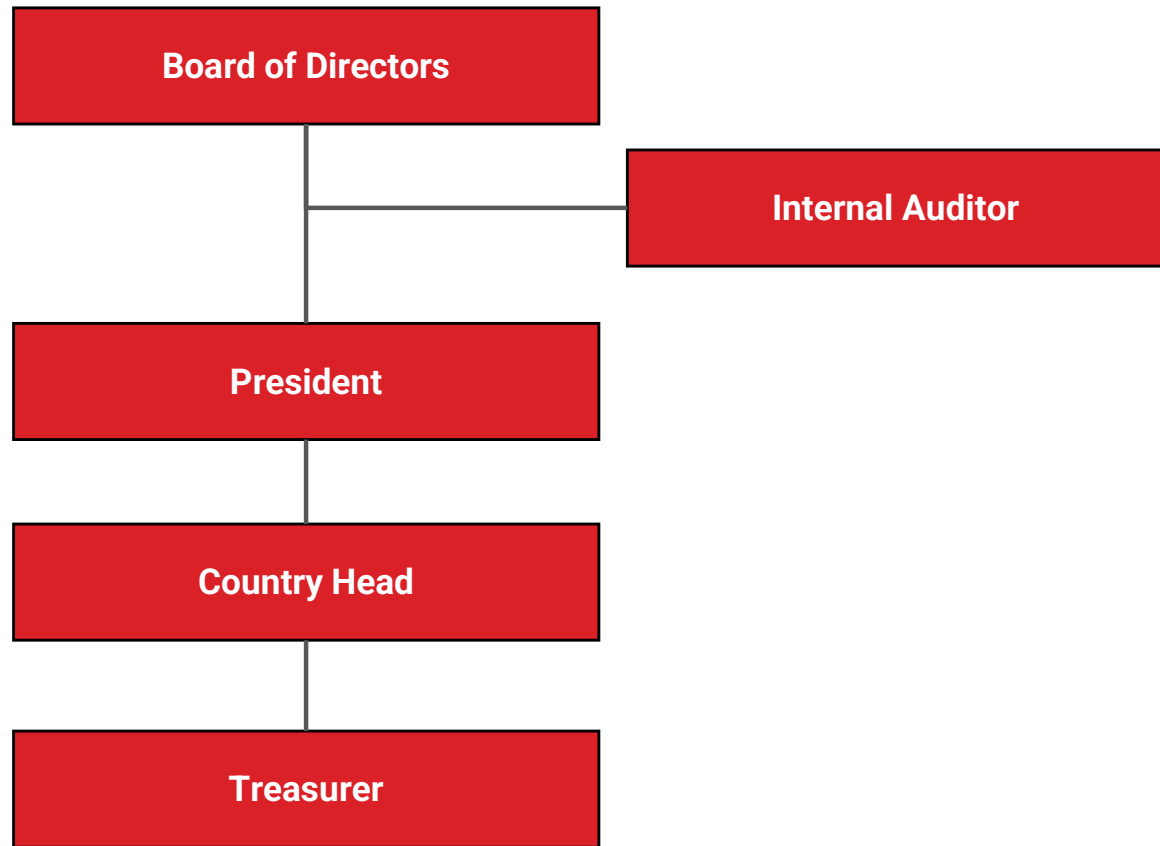 Board of Directors
Internal Auditor
President
Country Head
Treasurer